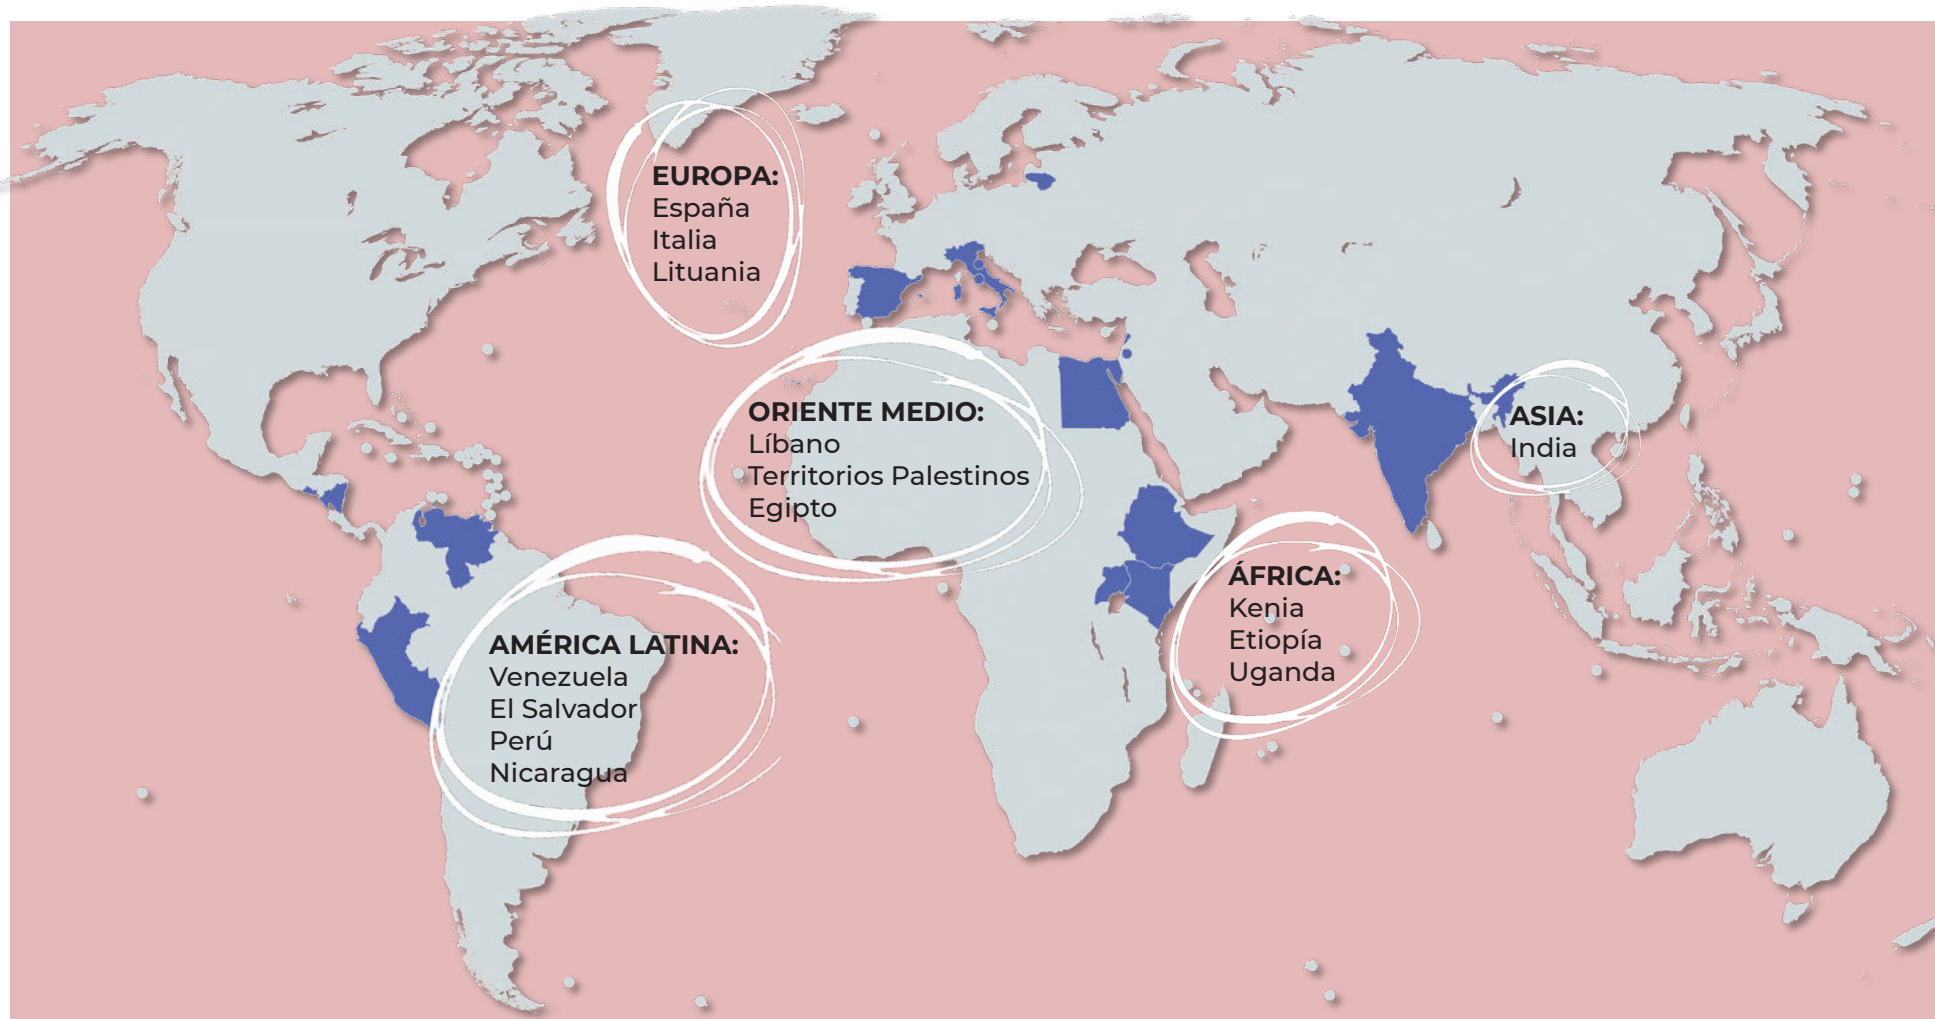 EUROPA:
España
Italia
Lituania
ORIENTE MEDIO:
Líbano
Territorios Palestinos
Egipto
ASIA:
India
ÁFRICA:
Kenia
Etiopía
Uganda
AMÉRICA LATINA:
Venezuela
El Salvador
Perú
Nicaragua